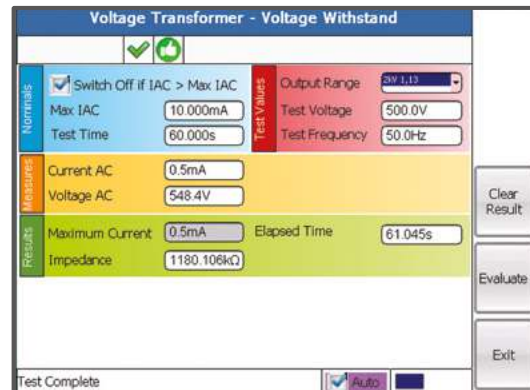 Voltage Transformer - Voltage Withstand
Nominals
Switch Off if IAC > Max IAC
Max IAC 10.000mA
Test Time 60.000s
Test Values
Output Range 2kV 1,13
Test Voltage 500.0V
Test Frequency 50.0Hz
Measures
Current AC 0.5mA
Voltage AC 548.4V
Results
Maximum Current 0.5mA Elapsed Time 61.045s
Impedance 1180.106kΩ
Clear
Result
Evaluate
Exit
Test Complete
Auto